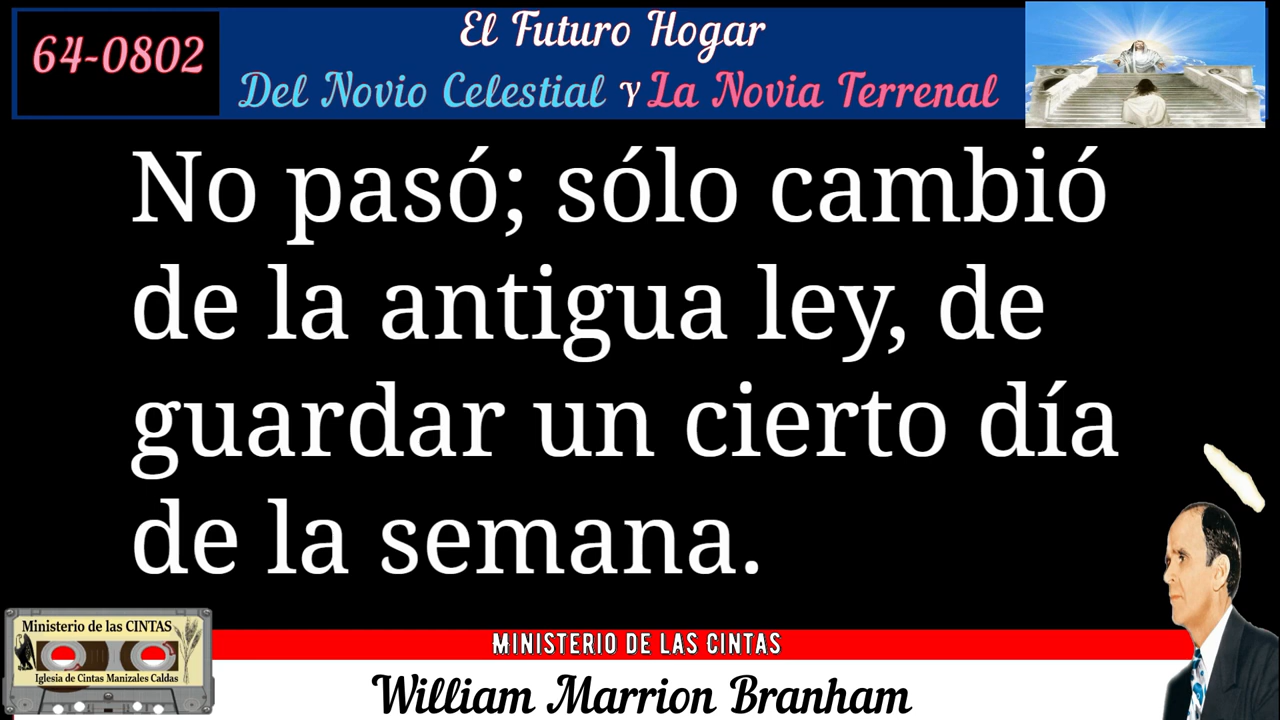 64-0802
El Futuro Hogar
Del Novio Celestial Y La Novia Terrenal
No pasó; sólo cambió
de la antigua ley, de
guardar un cierto día
de la semana.
Ministerio de las CINTAS
Iglesia de Cintas Manizales Caldas
MINISTERIO DE LAS CINTAS
William Marrion Branham